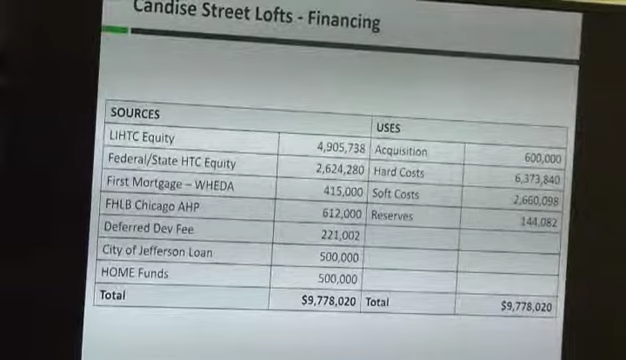 Candise Street Lofts - Financing
SOURCES USES
LIHTC Equity 4,905,738 Acquisition 600,000
Federal/State HTC Equity 2,624,280 Hard Costs 6,373,840
First Mortgage – WHEDA 415,000 Soft Costs 2,660,098
FHLB Chicago AHP 612,000 Reserves 144,082
Deferred Dev Fee 221,002
City of Jefferson Loan 500,000
HOME Funds 500,000
Total $9,778,020 Total $9,778,020